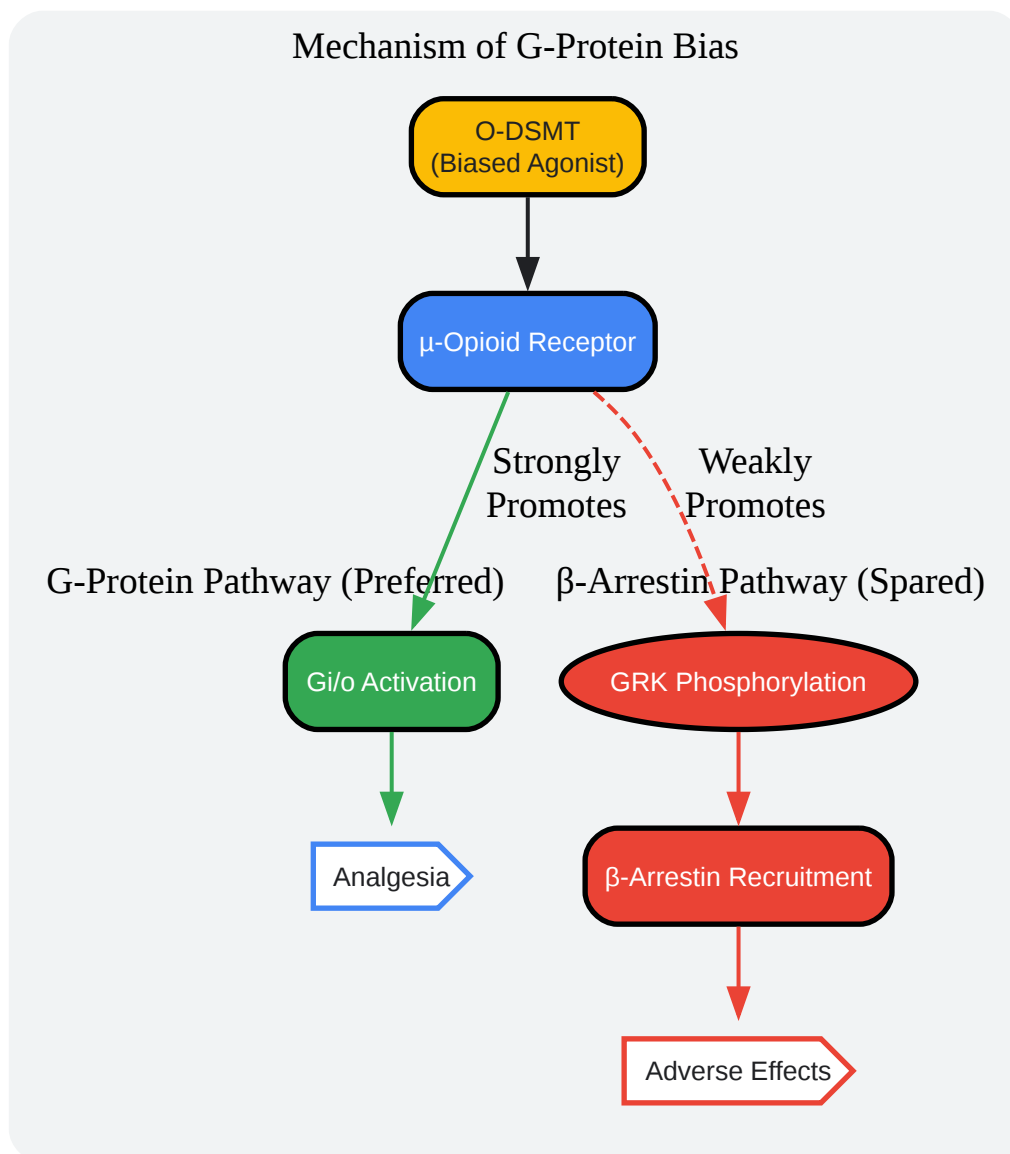 Mechanism of G-Protein Bias
O-DSMT
(Biased Agonist)
µ-Opioid Receptor
Strongly
Promotes
Weakly
Promotes
G-Protein Pathway (Preferred)
β-Arrestin Pathway (Spared)
Gi/o Activation
GRK Phosphorylation
Analgesia
β-Arrestin Recruitment
Adverse Effects